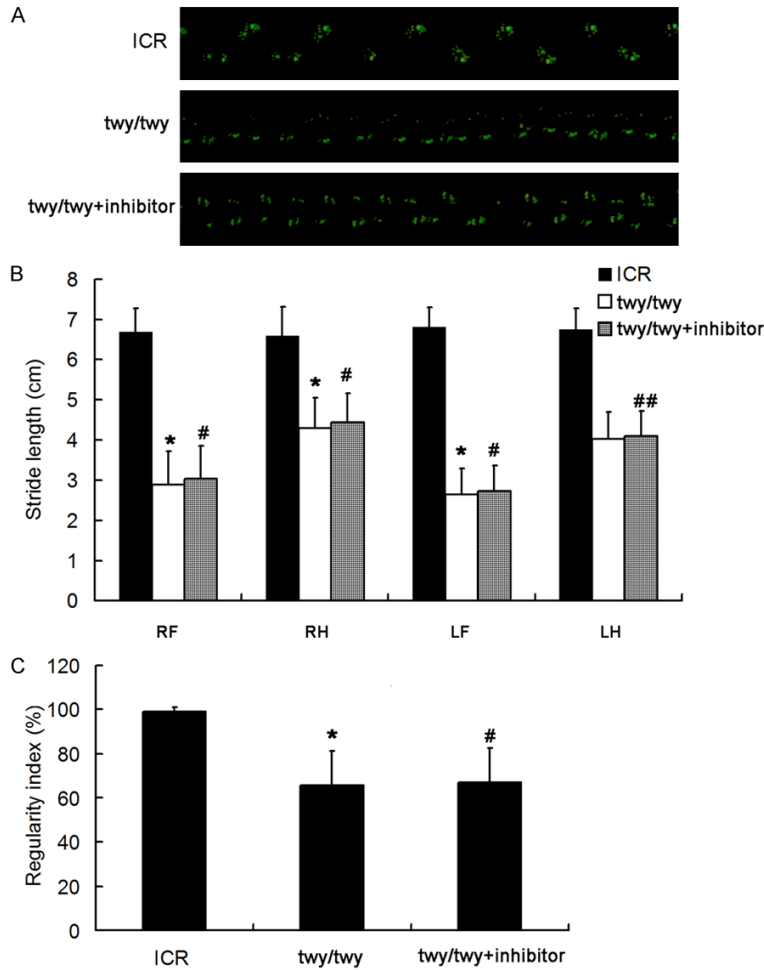 A
ICR
twy/twy
twy/twy+inhibitor
B
8
7
6
5
4
3
2
1
0
Stride length (cm)
ICR
twy/twy
twy/twy+inhibitor
* # * # * # ##
RF RH LF LH
C
120
100
80
60
40
20
0
Regularity index (%)
* #
ICR twy/twy twy/twy+inhibitor